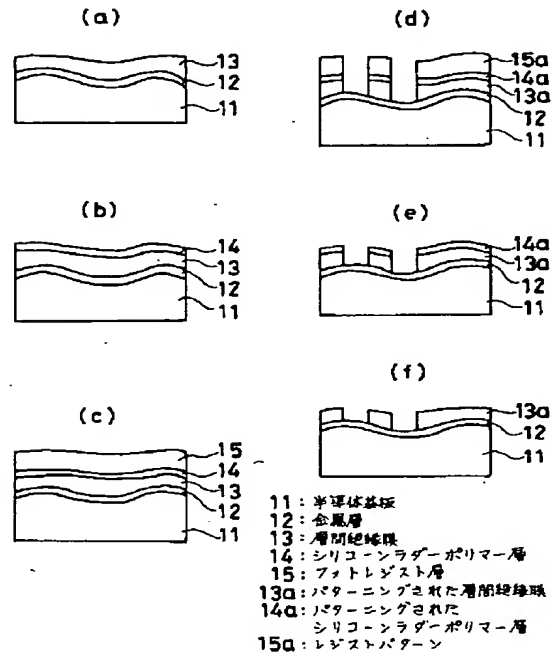 (a)
13
12
11
(b)
14
13
12
11
(c)
15
14
13
12
11
(d)
15a
14a
13a
12
11
(e)
14a
13a
12
11
(f)
13a
12
11
11：半導体基板
12：金属層
13：層間絶縁膜
14：シリコーンラダーポリマー層
15：フォトレジスト層
13a：パターニングされた層間絶縁膜
14a：パターニングされた
シリコーンラダーポリマー層
15a：レジストパターン